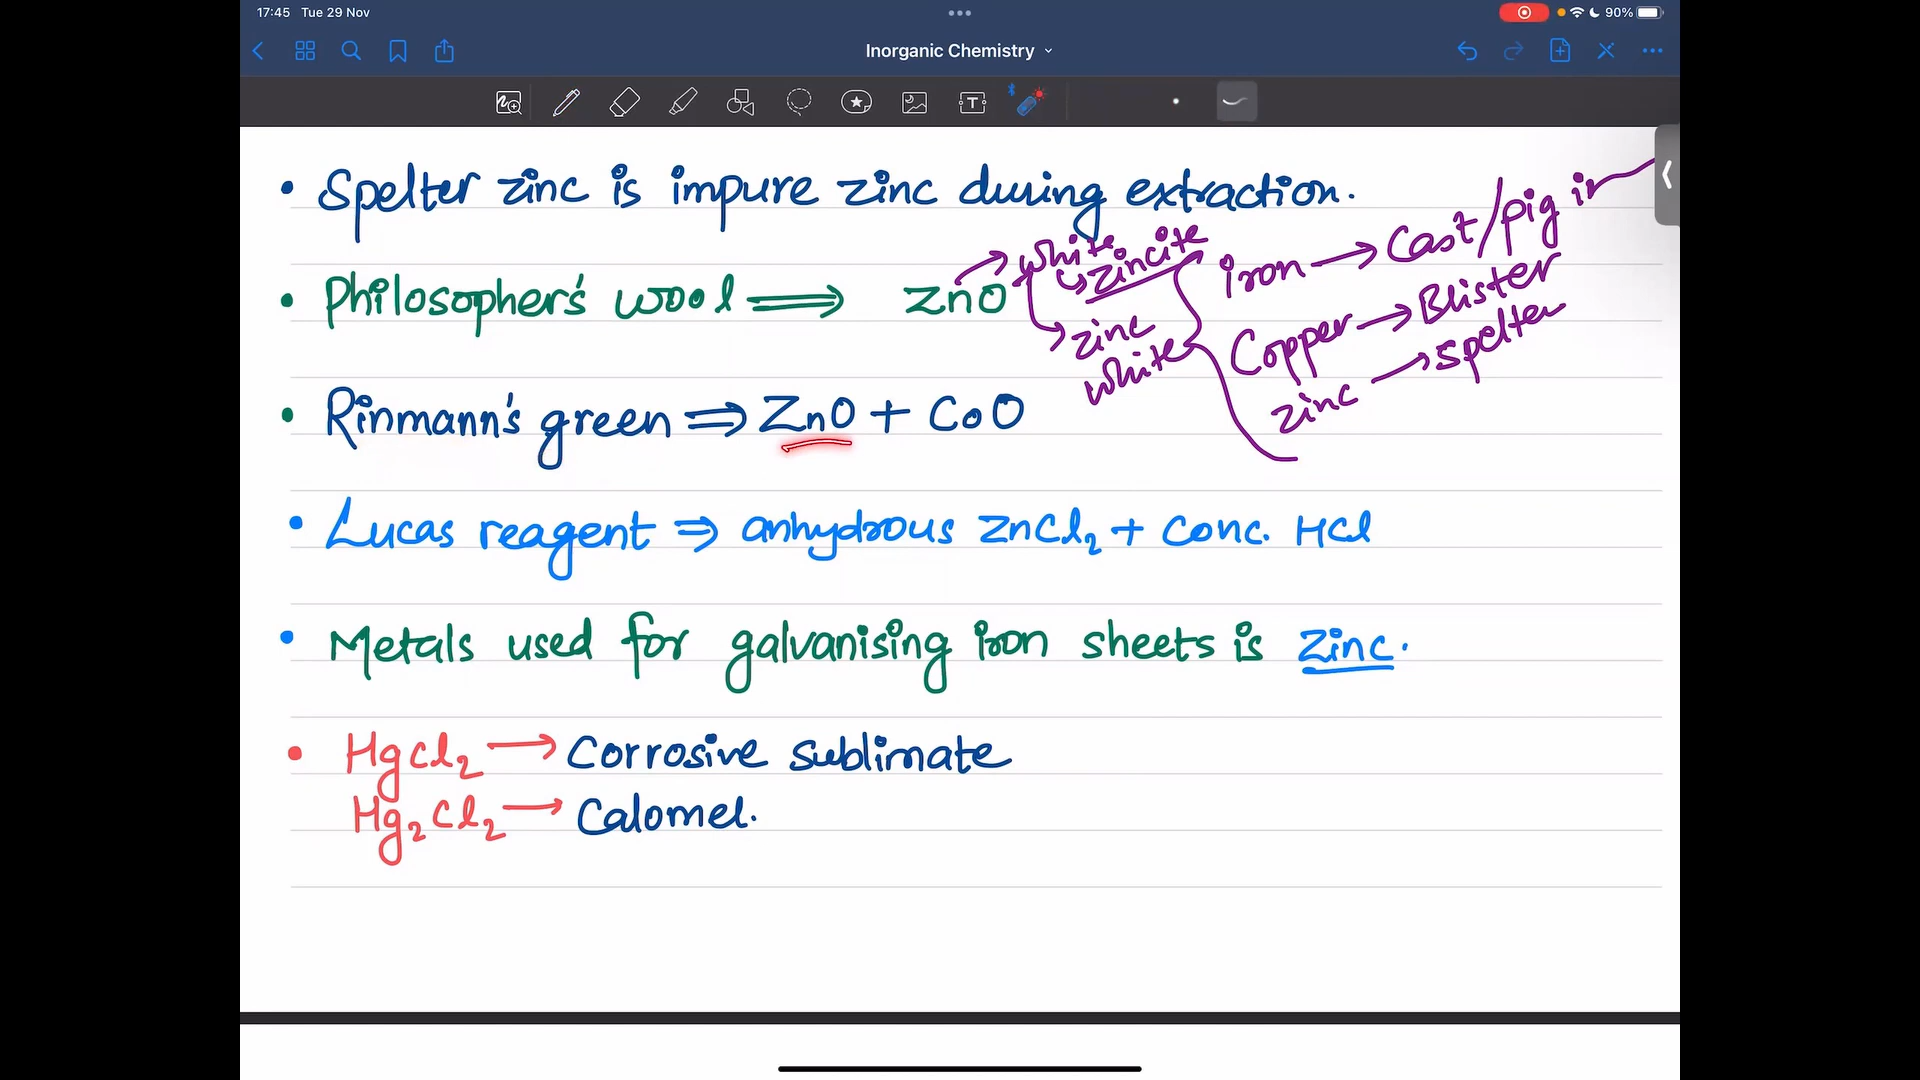 17:45 Tue 29 Nov
90%
Inorganic Chemistry
• Spelter zinc is impure zinc during extraction.
• Philosopher's wool ⟹ ZnO
→ white
↳ zincite
→ zinc
white
iron → Cast/pig ir
Copper → Blister
zinc → spelter
• Rinmann's green ⇒ ZnO + CoO
• Lucas reagent ⇒ anhydrous ZnCl₂ + Conc. HCl
• Metals used for galvanising iron sheets is zinc.
• HgCl₂ → Corrosive sublimate
Hg₂Cl₂ → Calomel.